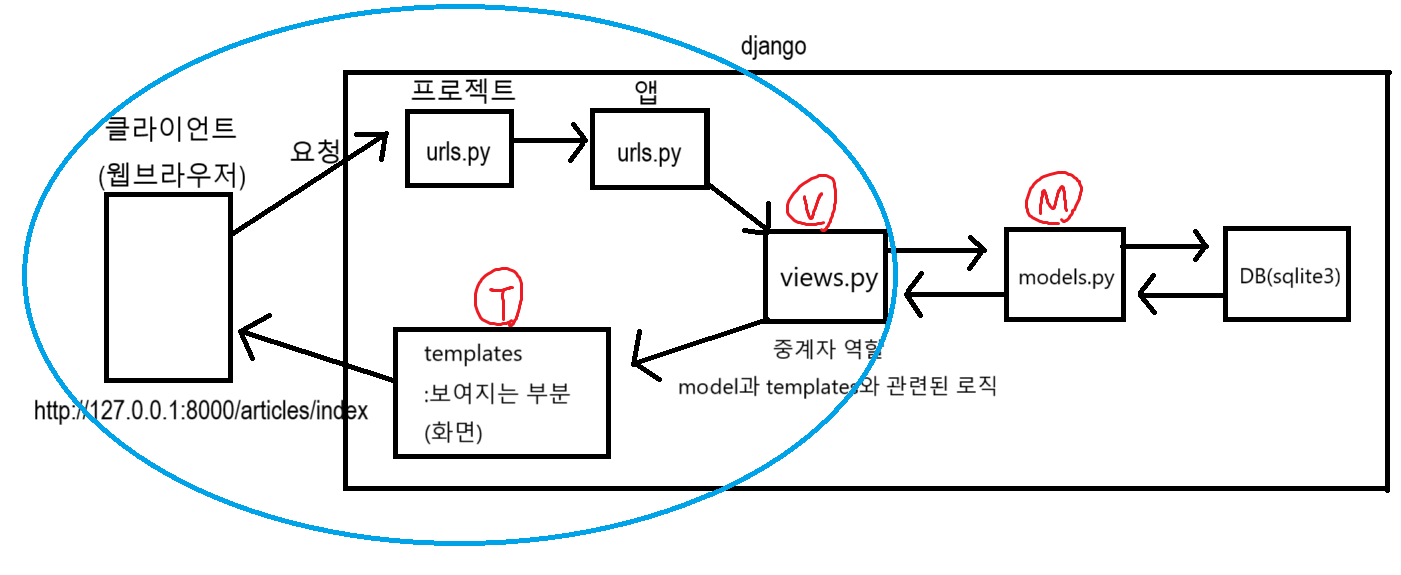 django
프로젝트
앱
클라이언트
(웹브라우저)
요청
urls.py
urls.py
V
M
views.py
models.py
DB(sqlite3)
T
templates
:보여지는 부분
(화면)
중계자 역할
model과 templates와 관련된 로직
http://127.0.0.1:8000/articles/index